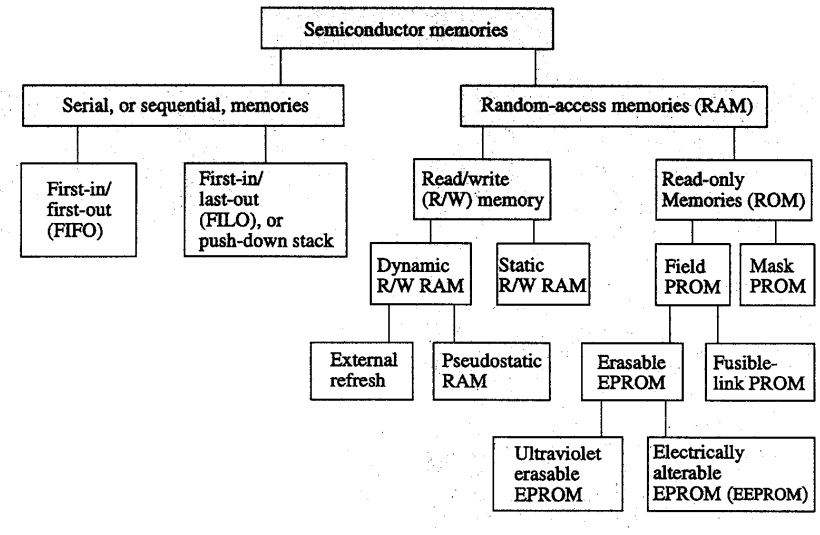 Semiconductor memories
Serial, or sequential, memories
Random-access memories (RAM)
First-in/
first-out
(FIFO)
First-in/
last-out
(FILO), or
push-down stack
Read/write
(R/W) memory
Read-only
Memories (ROM)
Dynamic
R/W RAM
Static
R/W RAM
Field
PROM
Mask
PROM
External
refresh
Pseudostatic
RAM
Erasable
EPROM
Fusible-
link PROM
Ultraviolet
erasable
EPROM
Electrically
alterable
EPROM (EEPROM)